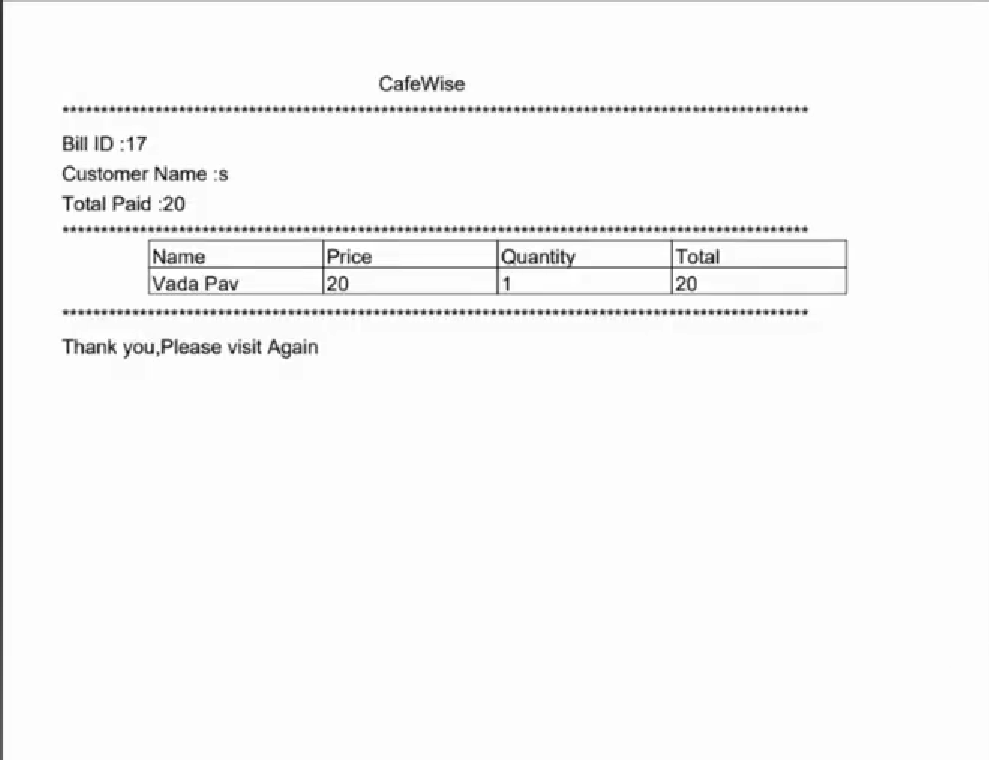 CafeWise
************************************************************************************************
Bill ID :17
Customer Name :s
Total Paid :20
************************************************************************************************
Name Price Quantity Total
Vada Pav 20 1 20
************************************************************************************************
Thank you,Please visit Again